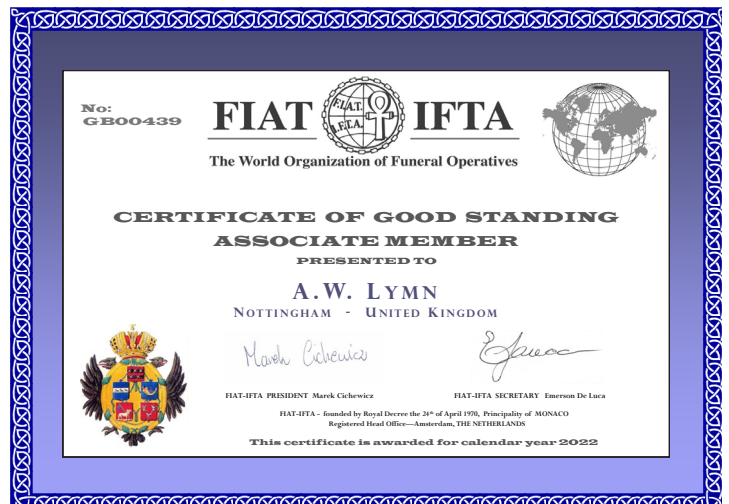 No:
GB00439
FIAT IFTA
F.I.A.T.
I.F.T.A.
The World Organization of Funeral Operatives
CERTIFICATE OF GOOD STANDING
ASSOCIATE MEMBER
PRESENTED TO
A.W. LYMN
NOTTINGHAM - UNITED KINGDOM
Marek Cichewicz
FIAT-IFTA PRESIDENT Marek Cichewicz
FIAT-IFTA SECRETARY Emerson De Luca
FIAT-IFTA – founded by Royal Decree the 24th of April 1970, Principality of MONACO
Registered Head Office—Amsterdam, THE NETHERLANDS
This certificate is awarded for calendar year 2022